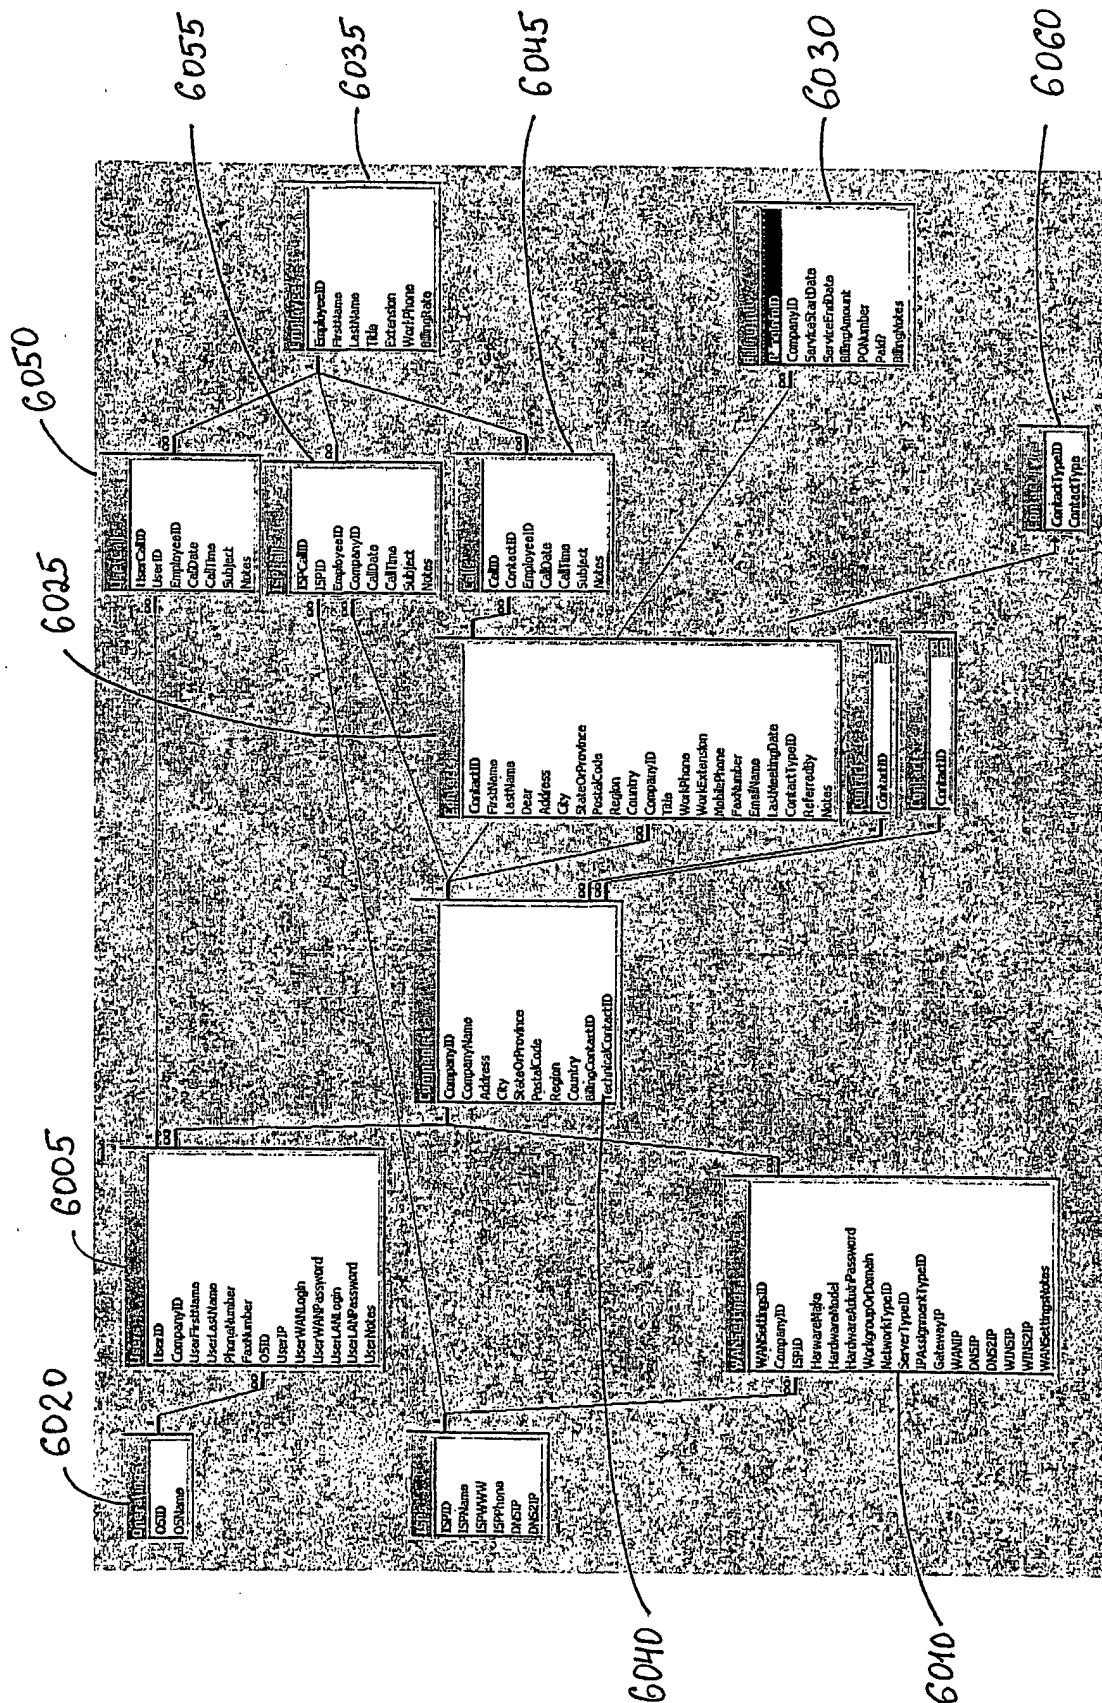 6020
OSID
OSName
6005
UserID
CompanyID
UserFirstName
UserLastName
PhoneNumber
FaxNumber
OSID
UserIP
UserWANLogin
UserWANPassword
UserLANLogin
UserLANPassword
UserNotes
ISPID
ISPName
ISPWWW
ISPPhone
DNSIP
DNS2IP
WANSettingsID
CompanyID
ISPID
HarwareMake
HardwareModel
HardwareAdminPassword
WorkgroupOrDomain
NetworkTypeID
ServerTypeID
IPAssignmentTypeID
GatewayIP
WANIP
DNSIP
DNS2IP
WINSIP
WINS2IP
WANSettingsNotes
6010
CompanyID
CompanyName
Address
City
StateOrProvince
PostalCode
Region
Country
BillingContactID
TechnicalContactID
6040
6025
ContactID
FirstName
LastName
Dear
Address
City
StateOrProvince
PostalCode
Region
Country
CompanyID
Title
WorkPhone
WorkExtension
MobilePhone
FaxNumber
EmailName
LastMeetingDate
ContactTypeID
ReferredBy
Notes
ContactID
ContactID
6050
UserCallID
UserID
EmployeeID
CallDate
CallTime
Subject
Notes
6055
ISPCallID
ISPID
EmployeeID
CompanyID
CallDate
CallTime
Subject
Notes
6045
CallID
ContactID
EmployeeID
CallDate
CallTime
Subject
Notes
6035
EmployeeID
FirstName
LastName
Title
Extension
WorkPhone
BillingRate
6030
CompanyID
ServiceStartDate
ServiceEndDate
BillingAmount
PONumber
Paid?
BillingNotes
6060
ContactTypeID
ContactType